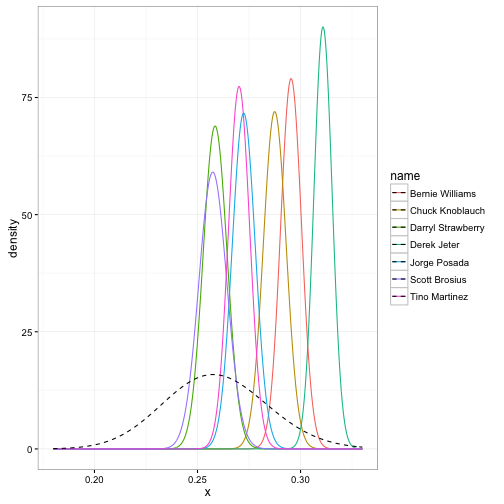 density
75
50
25
0
0.20
0.25
0.30
x
name
Bernie Williams
Chuck Knoblauch
Darryl Strawberry
Derek Jeter
Jorge Posada
Scott Brosius
Tino Martinez